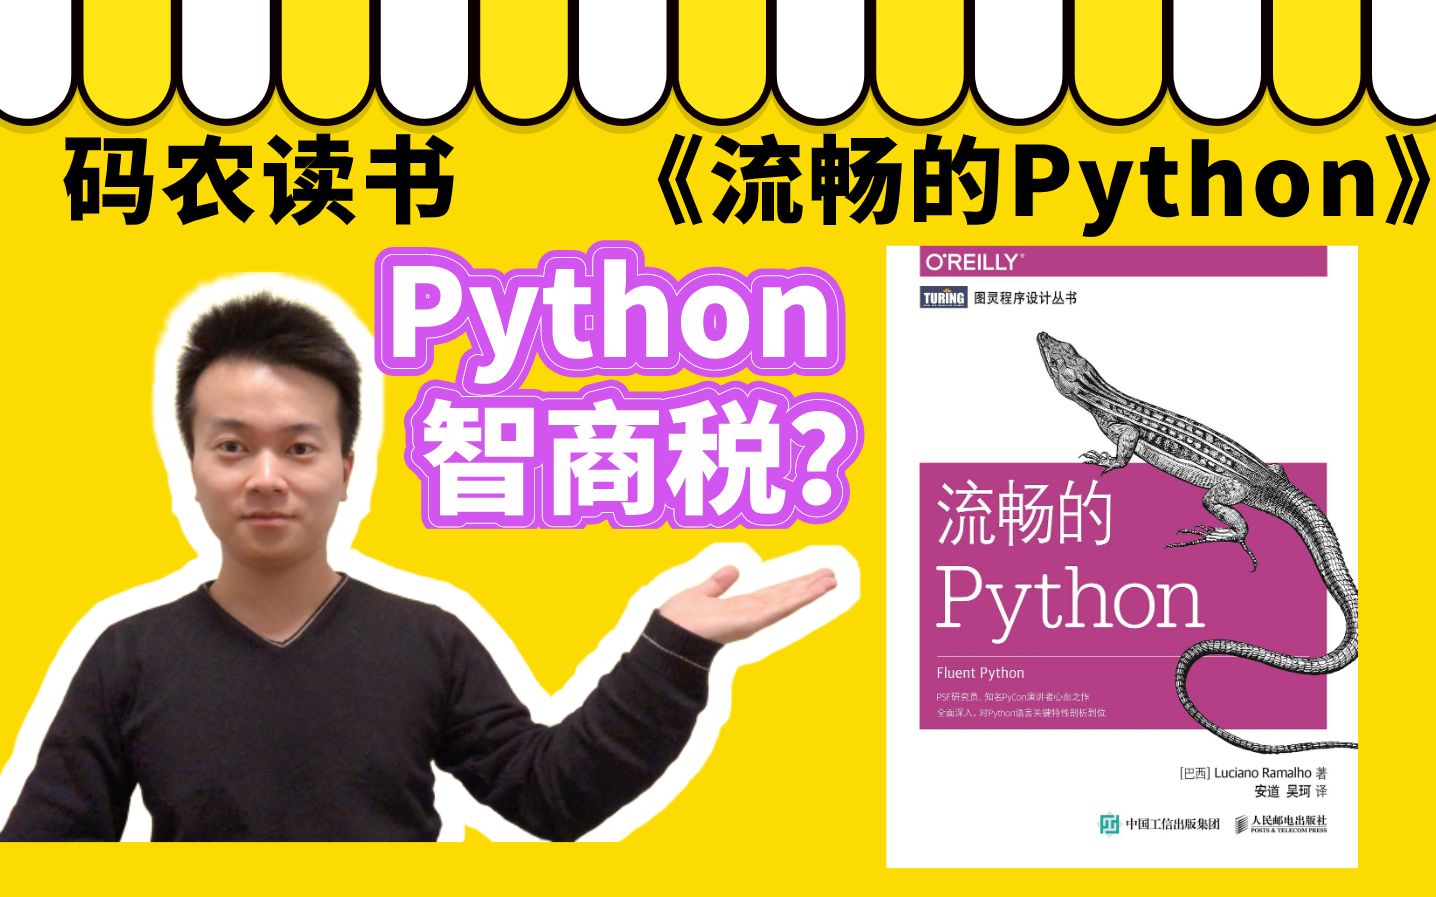 码农读书
《流畅的Python》
Python
智商税?
O'REILLY®
TURING 图灵程序设计丛书
流畅的
Python
Fluent Python
PSF研究员、知名PyCon演讲者心血之作
全面深入,对Python语言关键特性剖析到位
[巴西] Luciano Ramalho 著
安道 吴珂 译
中国工信出版集团
人民邮电出版社
POSTS & TELECOM PRESS